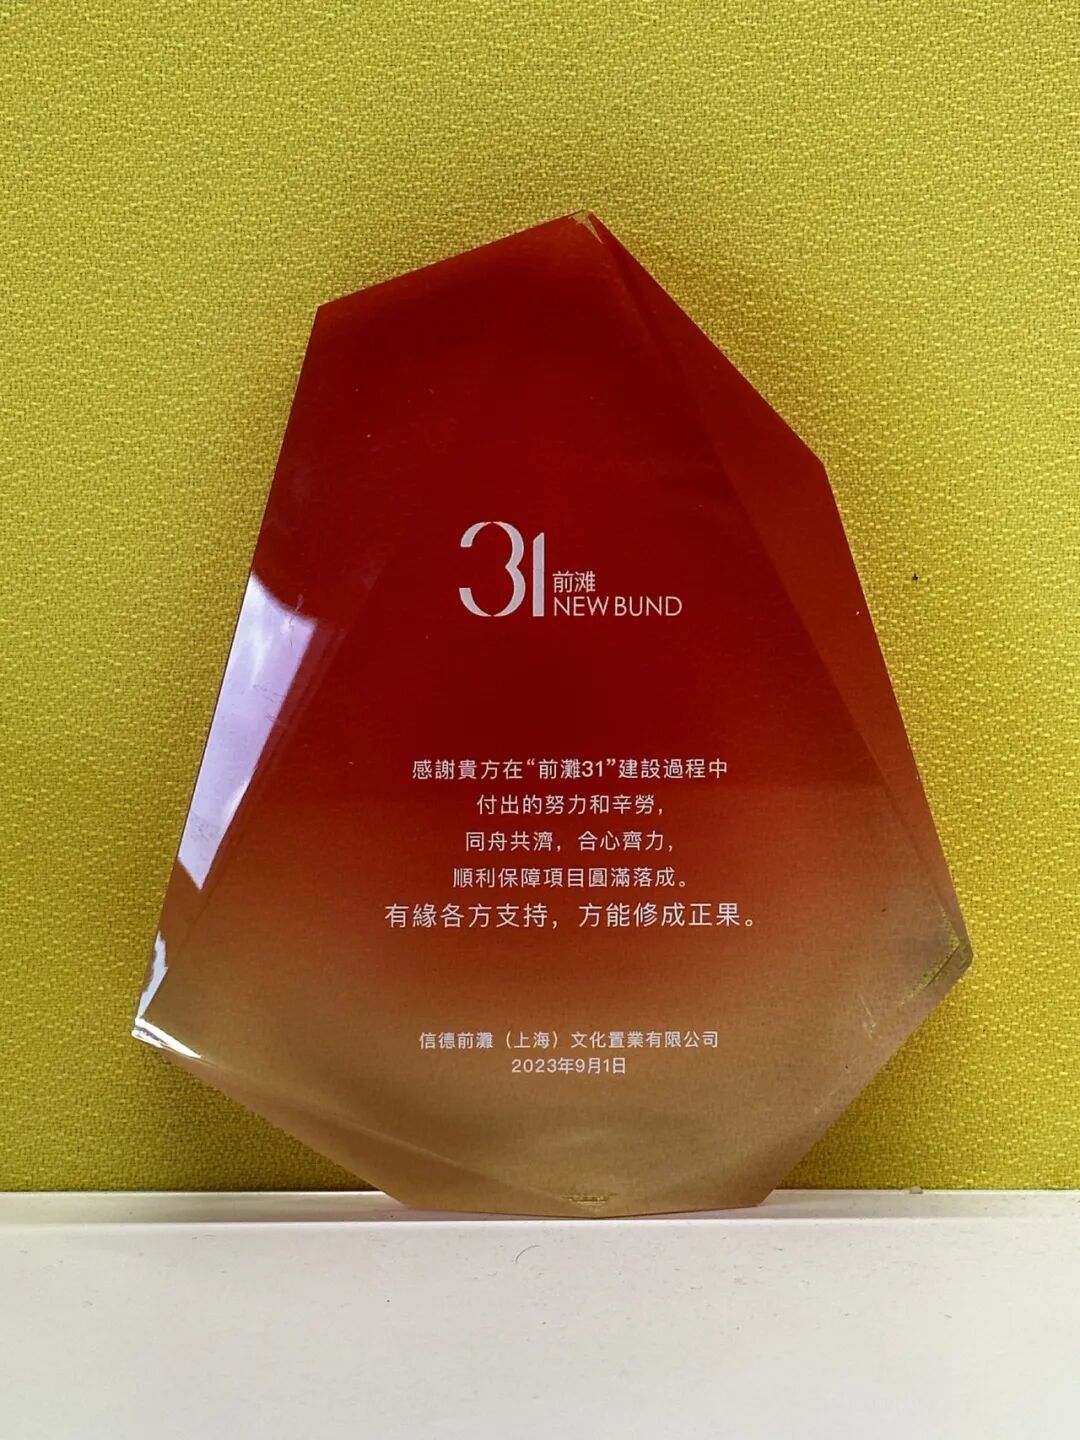 31 前滩
NEW BUND
感謝貴方在“前灘31”建設過程中
付出的努力和辛勞，
同舟共濟，合心齊力，
順利保障項目圓滿落成。
有緣各方支持，方能修成正果。
信德前灘（上海）文化置業有限公司
2023年9月1日